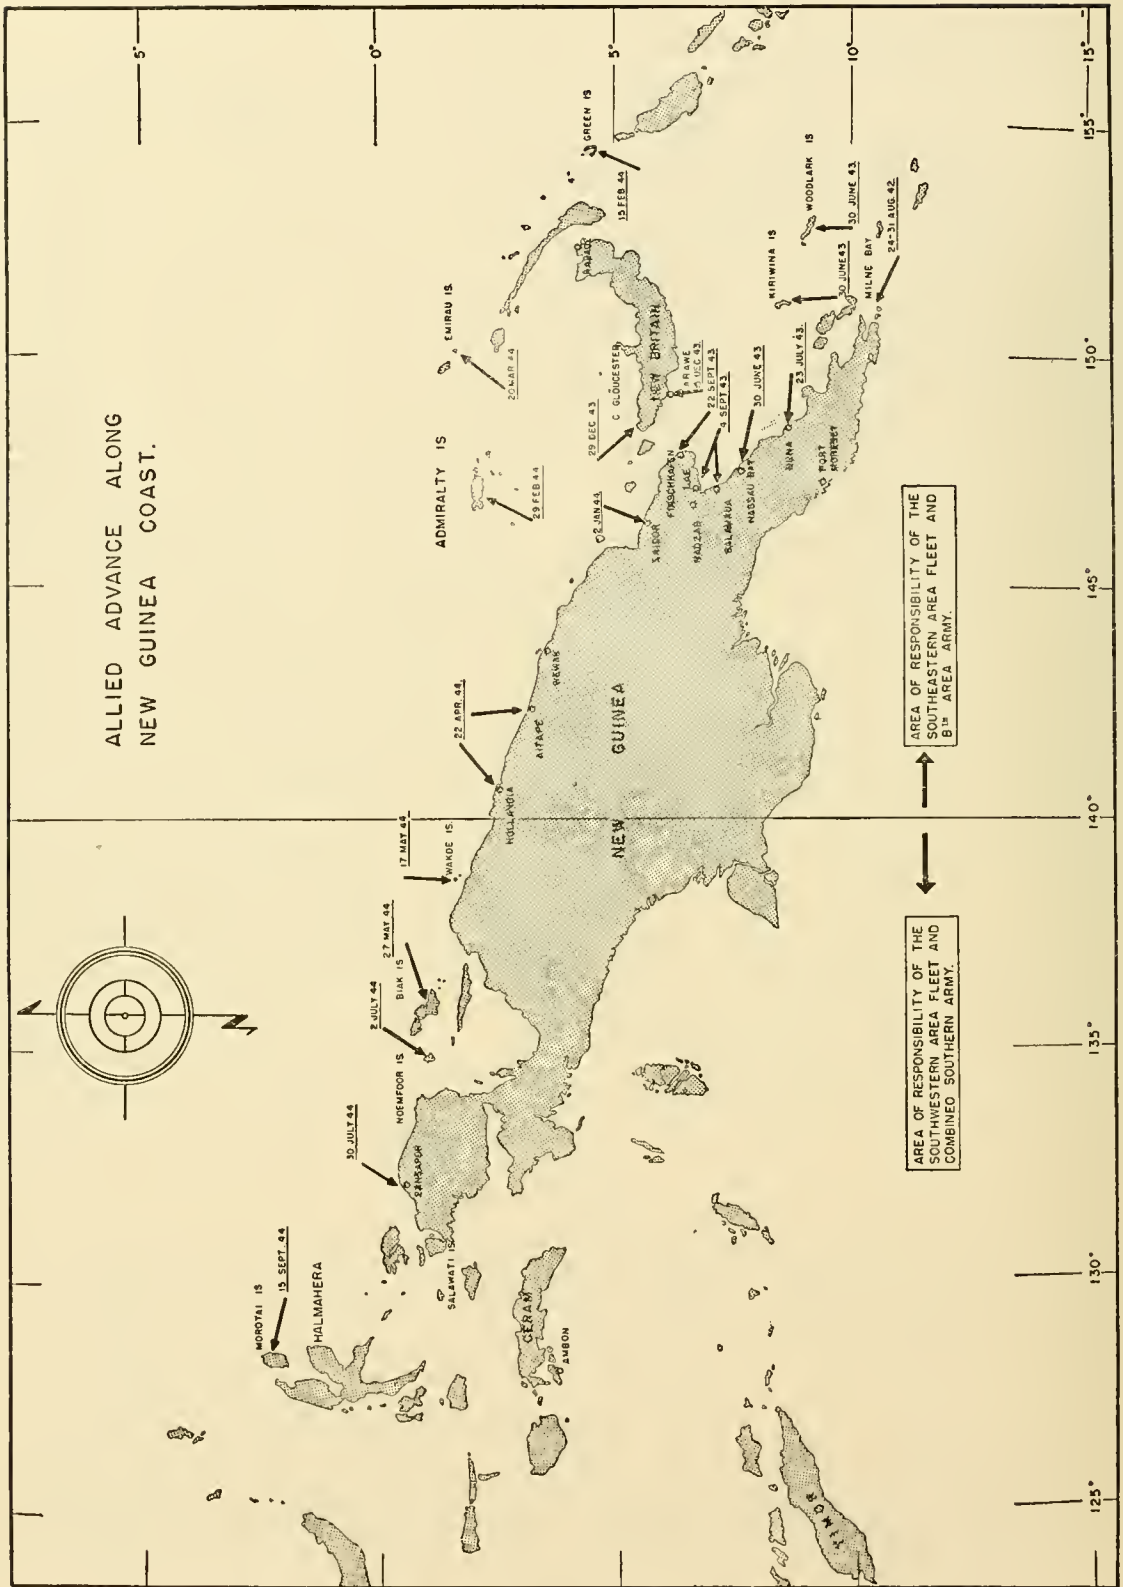 ALLIED ADVANCE ALONG
NEW GUINEA COAST.
5°
0°
5°
10°
15°
155°
150°
145°
140°
135°
130°
125°
GREEN IS
15 FEB 44
EMIRAU IS.
20 MAR 44
ADMIRALTY IS
29 FEB 44
RABAUL
NEW BRITAIN
C GLOUCESTER
29 DEC 43
ARAWE
DEC 43
22 SEPT 43
4 SEPT 43
30 JUNE 43
23 JULY 43.
KIRIWINA IS
30 JUNE 43
WOODLARK IS
30 JUNE 43
MILNE BAY
24-31 AUG. 42
2 JAN 44
SAIDOR
FINSCHHAFEN
LAE
NADZAB
SALAMAUA
NASSAU BAY
BUNA
PORT
MORESBY
WEWAK
22 APR. 44
AITAPE
HOLLANDIA
NEW GUINEA
17 MAY 44
WAKDE IS.
27 MAY 44
BIAK IS
2 JULY 44
NOEMFOOR IS.
30 JULY 44
SANSAPOR
SALAWATI IS.
MOROTAI IS
15 SEPT. 44
HALMAHERA
CERAM
AMBON
TIMOR
AREA OF RESPONSIBILITY OF THE
SOUTHEASTERN AREA FLEET AND
8TH AREA ARMY.
AREA OF RESPONSIBILITY OF THE
SOUTHWESTERN AREA FLEET AND
COMBINED SOUTHERN ARMY.